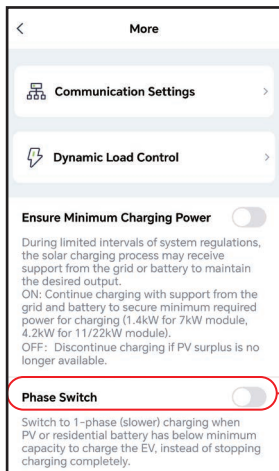 More
Communication Settings
Dynamic Load Control
Ensure Minimum Charging Power
During limited intervals of system regulations,
the solar charging process may receive
support from the grid or battery to maintain
the desired output.
ON: Continue charging with support from the
grid and battery to secure minimum required
power for charging (1.4kW for 7kW module,
4.2kW for 11/22kW module).
OFF: Discontinue charging if PV surplus is no
longer available.
Phase Switch
Switch to 1-phase (slower) charging when
PV or residential battery has below minimum
capacity to charge the EV, instead of stopping
charging completely.